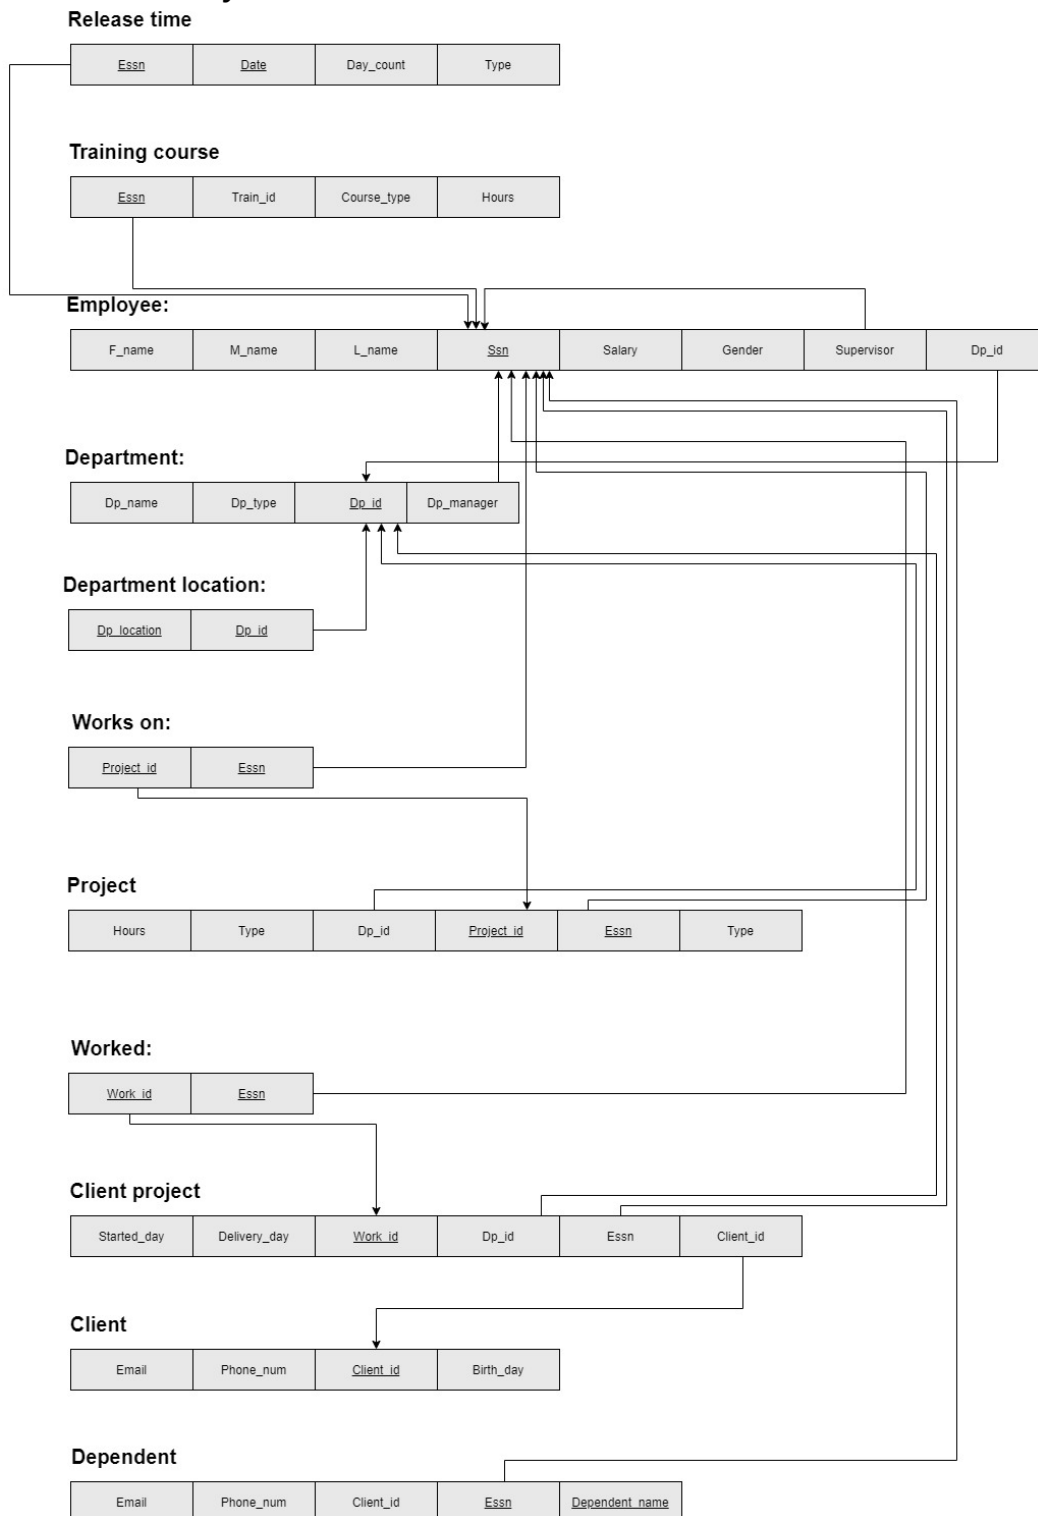 Release time
Essn Date Day_count Type
Training course
Essn Train_id Course_type Hours
Employee:
F_name M_name L_name Ssn Salary Gender Supervisor Dp_id
Department:
Dp_name Dp_type Dp_id Dp_manager
Department location:
Dp_location Dp_id
Works on:
Project_id Essn
Project
Hours Type Dp_id Project_id Essn Type
Worked:
Work_id Essn
Client project
Started_day Delivery_day Work_id Dp_id Essn Client_id
Client
Email Phone_num Client_id Birth_day
Dependent
Email Phone_num Client_id Essn Dependent_name